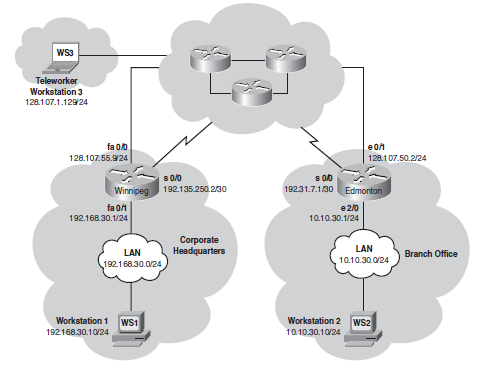 WS3
Teleworker
Workstation 3
128.107.1.129/24
fa 0/0
128.107.55.9/24
e 0/1
128.107.50.2/24
s 0/0
192.135.250.2/30
s 0/0
192.31.7.1/30
Winnipeg
Edmonton
fa 0/1
192.168.30.1/24
e 2/0
10.10.30.1/24
Corporate
Headquarters
LAN
192.168.30.0/24
LAN
10.10.30.0/24
Branch Office
Workstation 1
192.168.30.10/24
WS1
Workstation 2
10.10.30.10/24
WS2